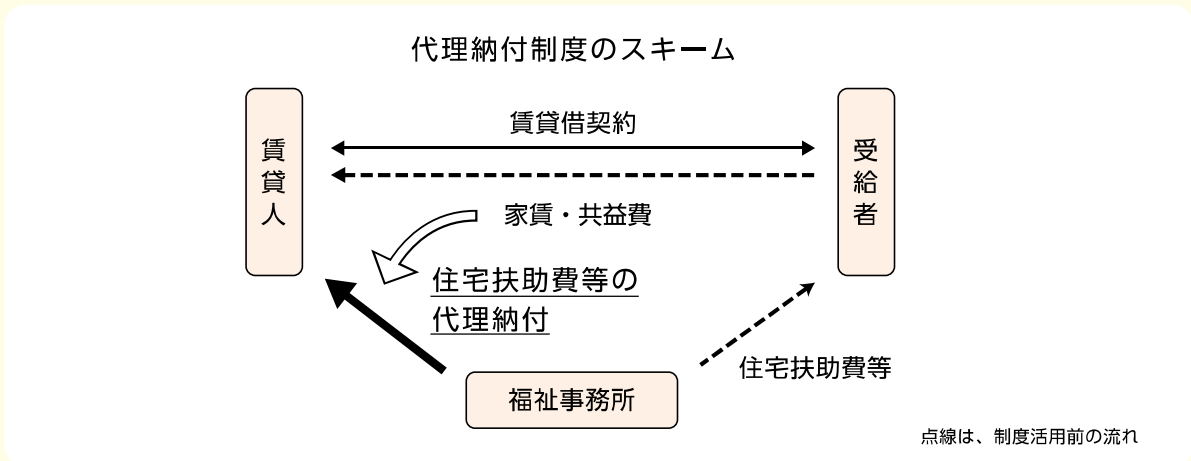 代理納付制度のスキーム
賃貸人
賃貸借契約
受給者
家賃・共益費
住宅扶助費等の
代理納付
住宅扶助費等
福祉事務所
点線は、制度活用前の流れ